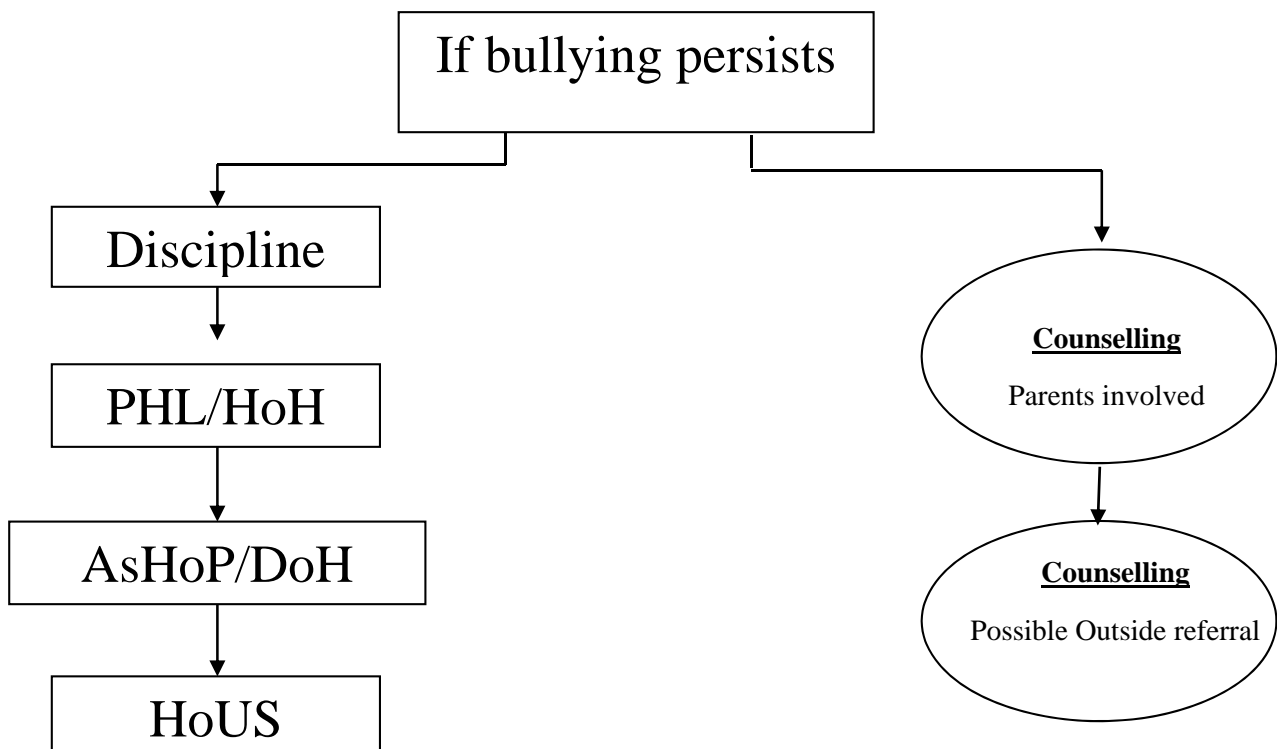 If bullying persists
Discipline
PHL/HoH
AsHoP/DoH
HoUS
Counselling
Parents involved
Counselling
Possible Outside referral